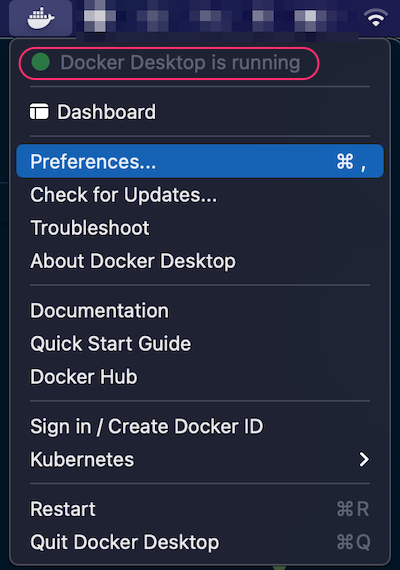 Docker Desktop is running
Dashboard
Preferences... ⌘ ,
Check for Updates...
Troubleshoot
About Docker Desktop
Documentation
Quick Start Guide
Docker Hub
Sign in / Create Docker ID
Kubernetes
Restart ⌘R
Quit Docker Desktop ⌘Q